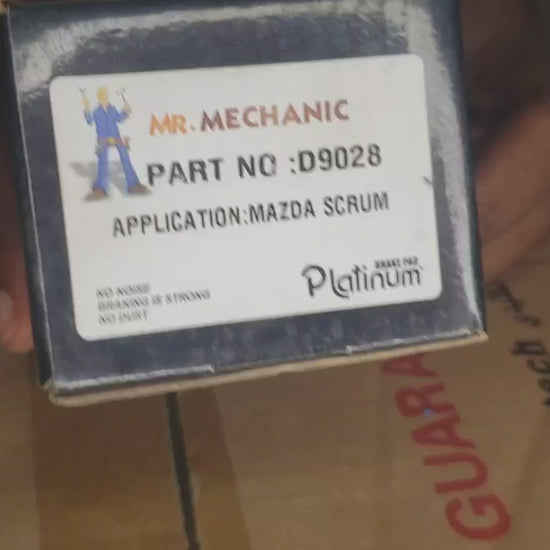 MR. MECHANIC
PART NO :D9028
APPLICATION:MAZDA SCRUM
NO NOISE
BRAKING IS STRONG
NO DUST
BRAKE PAD
Platinum
GUARA